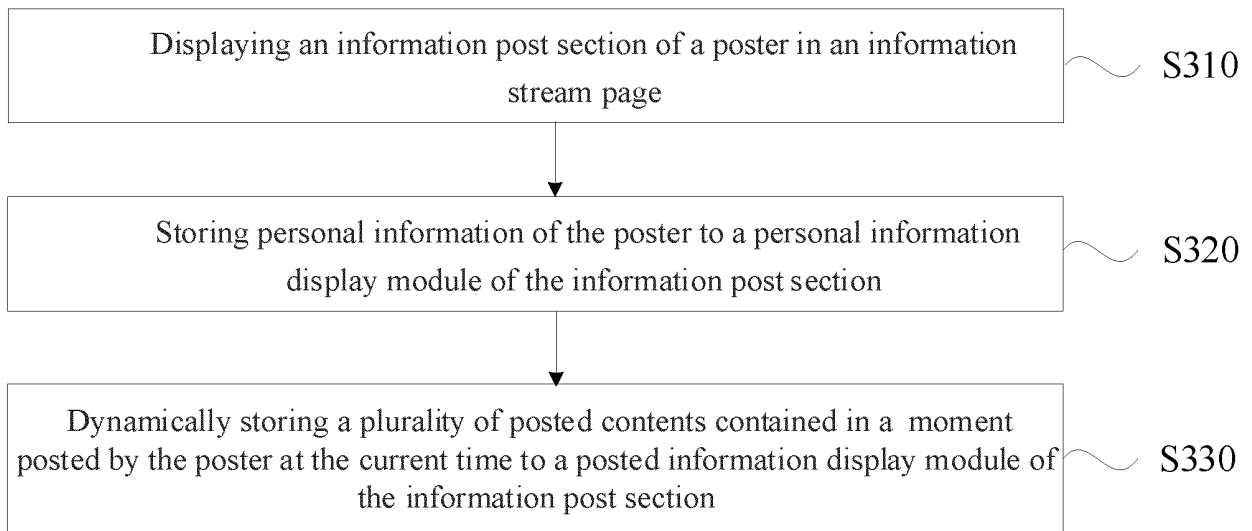 Displaying an information post section of a poster in an information
stream page
S310
Storing personal information of the poster to a personal information
display module of the information post section
S320
Dynamically storing a plurality of posted contents contained in a moment
posted by the poster at the current time to a posted information display module of
the information post section
S330